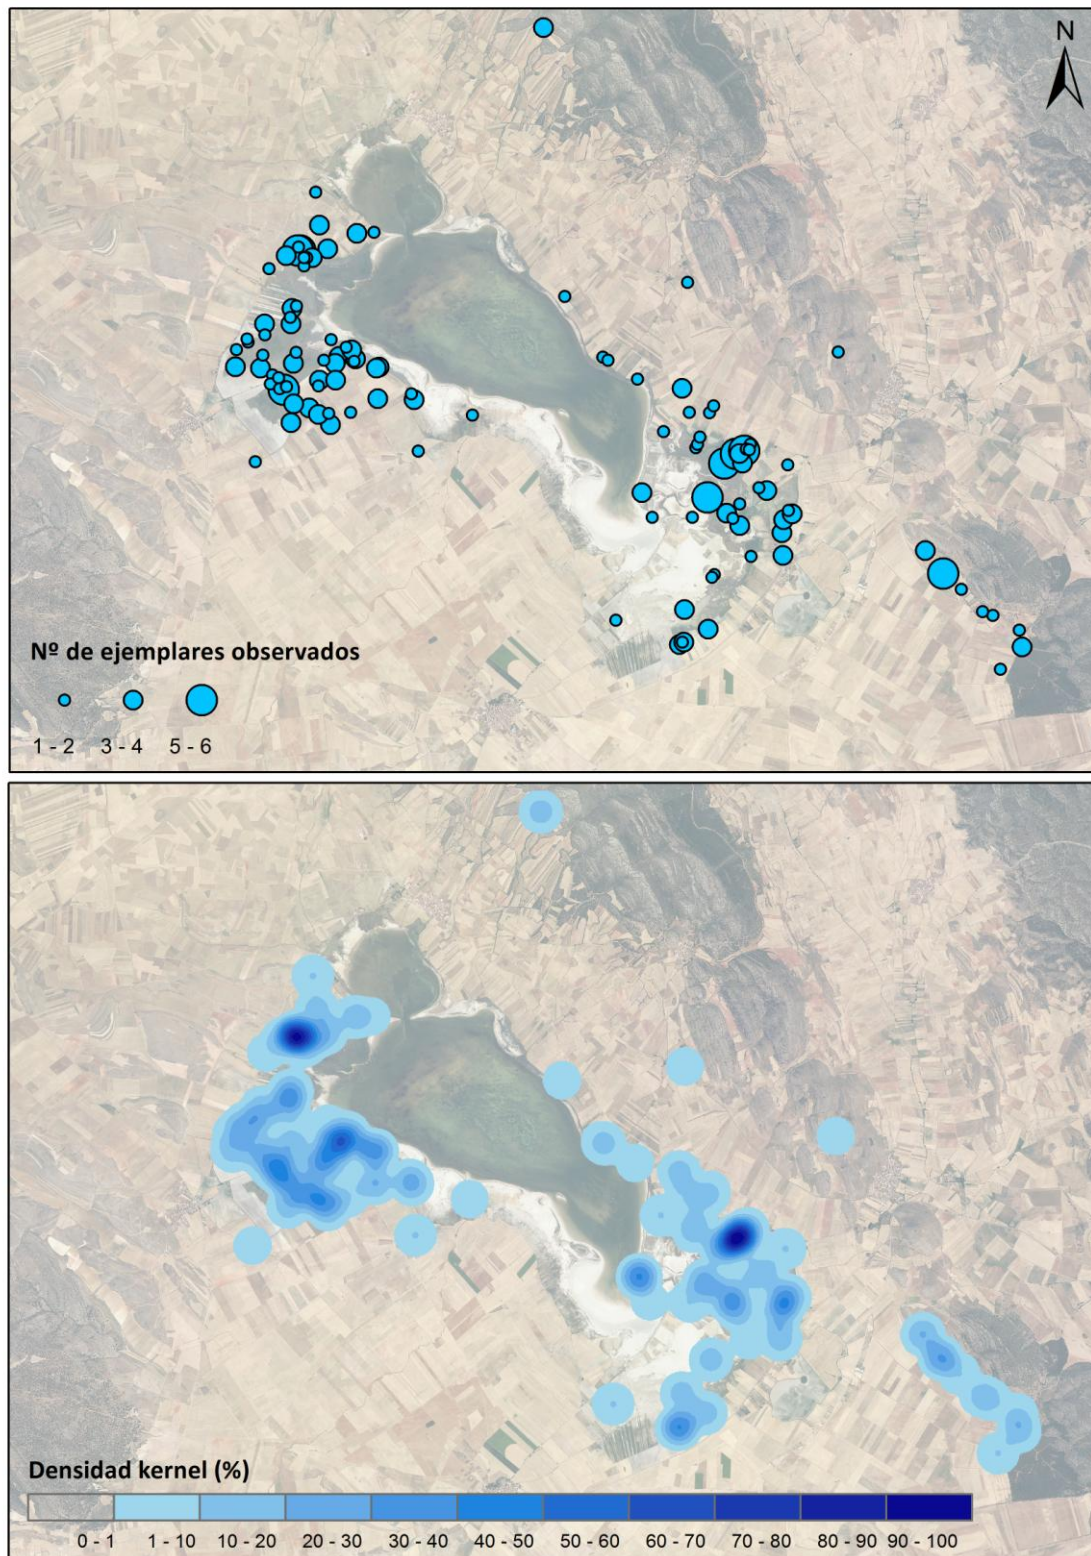 N
Nº de ejemplares observados
1 - 2 3 - 4 5 - 6
Densidad kernel (%)
0 - 1 1 - 10 10 - 20 20 - 30 30 - 40 40 - 50 50 - 60 60 - 70 70 - 80 80 - 90 90 - 100